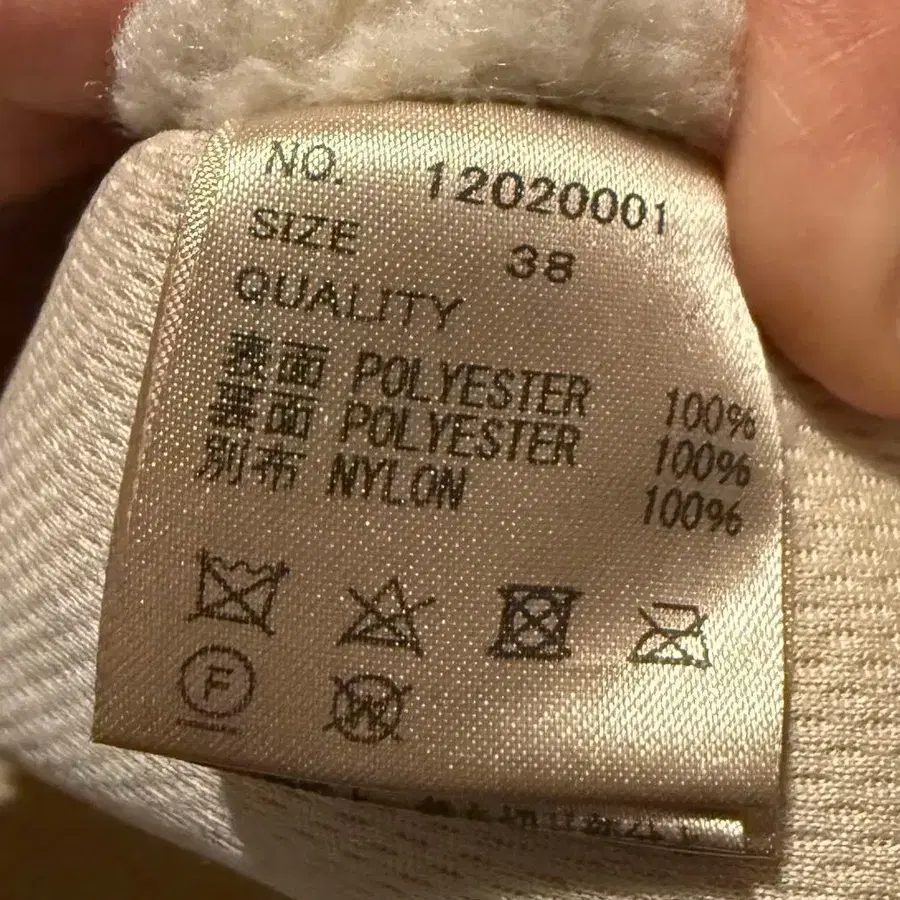 NO. 12020001
SIZE 38
QUALITY
表面 POLYESTER 100%
裏面 POLYESTER 100%
別布 NYLON 100%
F
W